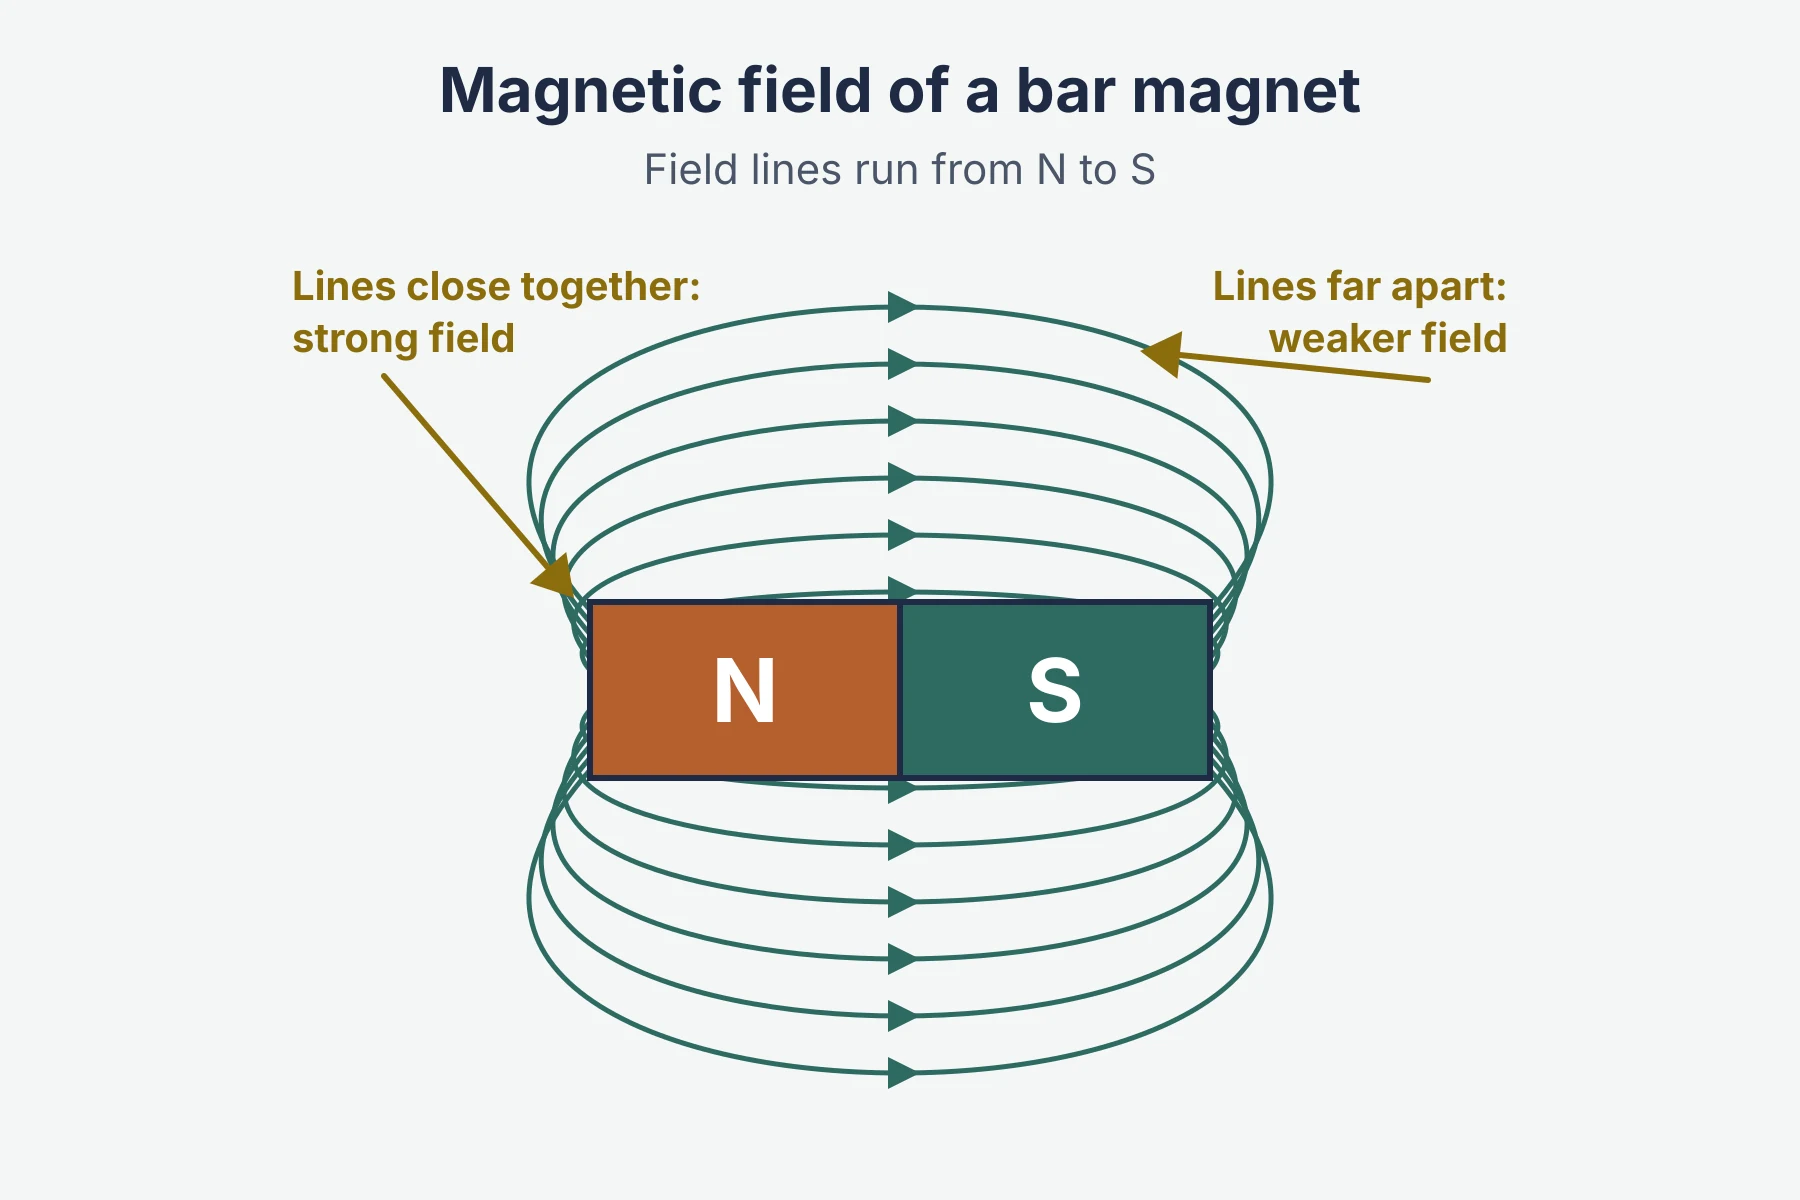 Magnetic field of a bar magnet
Field lines run from N to S
Lines close together:
strong field
Lines far apart:
weaker field
N
S